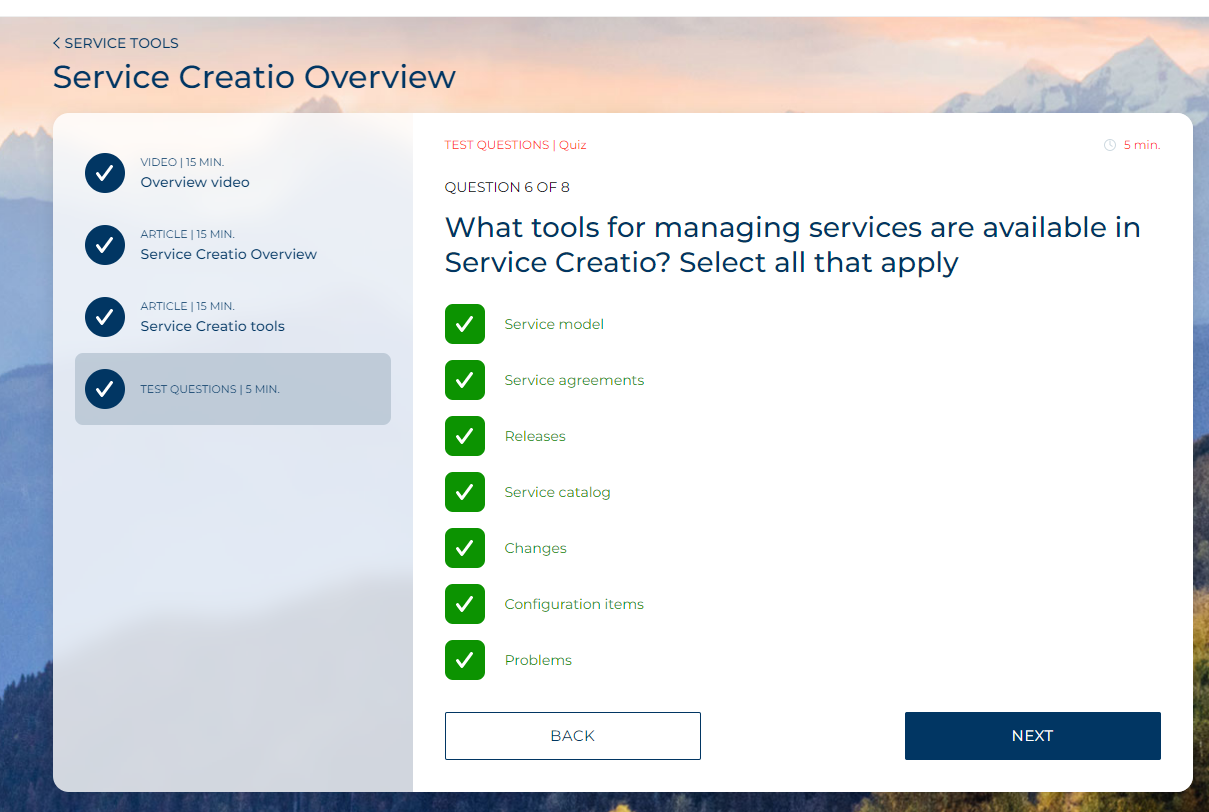 SERVICE TOOLS
Service Creatio Overview
VIDEO | 15 MIN.
Overview video
ARTICLE | 15 MIN.
Service Creatio Overview
ARTICLE | 15 MIN.
Service Creatio tools
TEST QUESTIONS | 5 MIN.
TEST QUESTIONS | Quiz
5 min.
QUESTION 6 OF 8
What tools for managing services are available in
Service Creatio? Select all that apply
Service model
Service agreements
Releases
Service catalog
Changes
Configuration items
Problems
BACK
NEXT